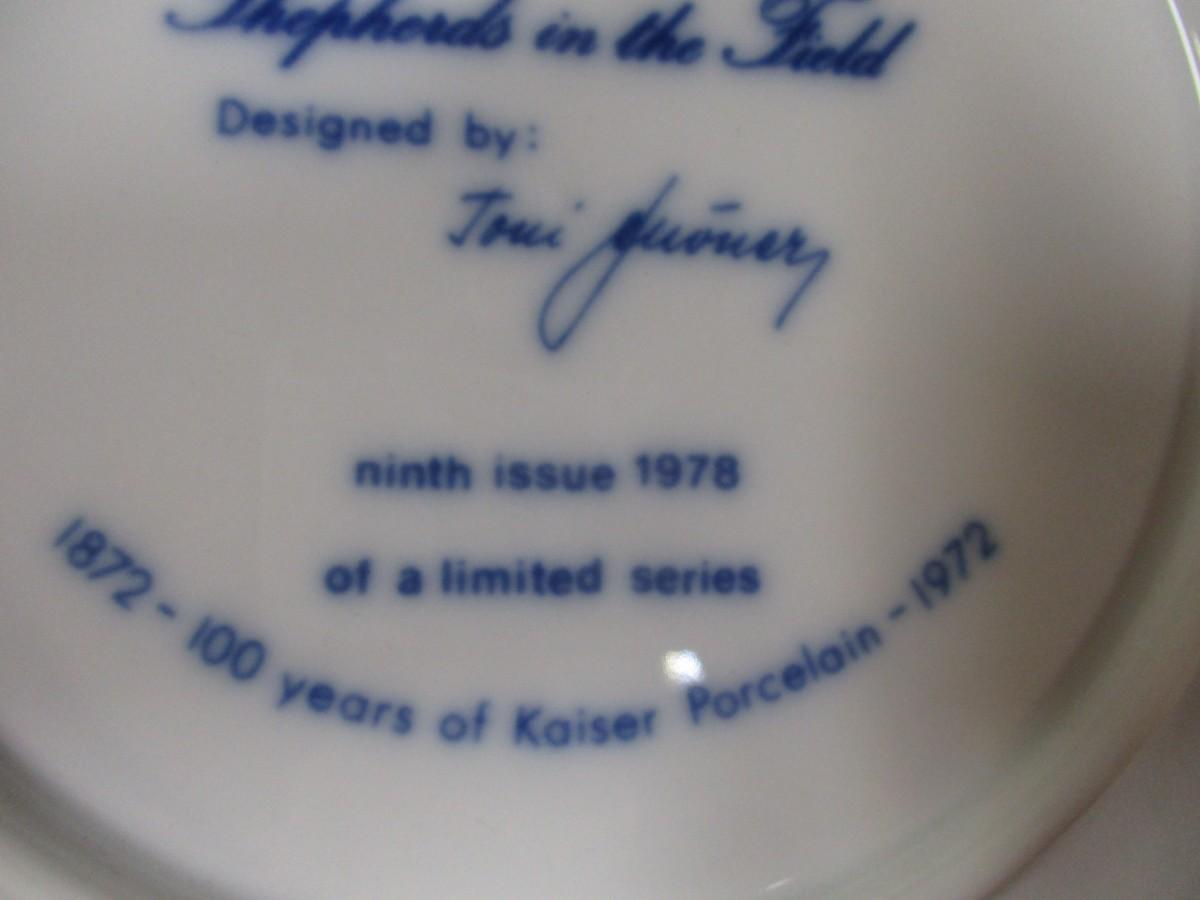 Shepherds in the Field
Designed by:
Toni
ninth issue 1978
of a limited series
1872 - 100 years of Kaiser Porcelain - 1972